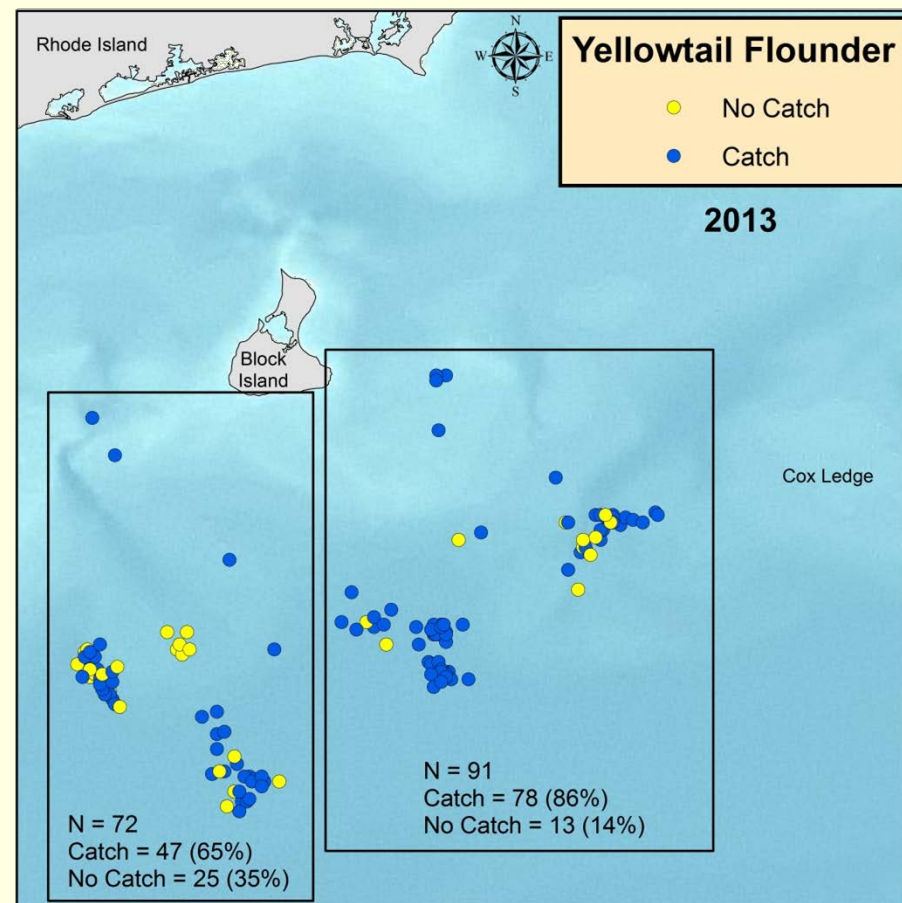 Rhode Island
N
W E
S
Yellowtail Flounder
No Catch
Catch
2013
Block
Island
Cox Ledge
N = 72
Catch = 47 (65%)
No Catch = 25 (35%)
N = 91
Catch = 78 (86%)
No Catch = 13 (14%)